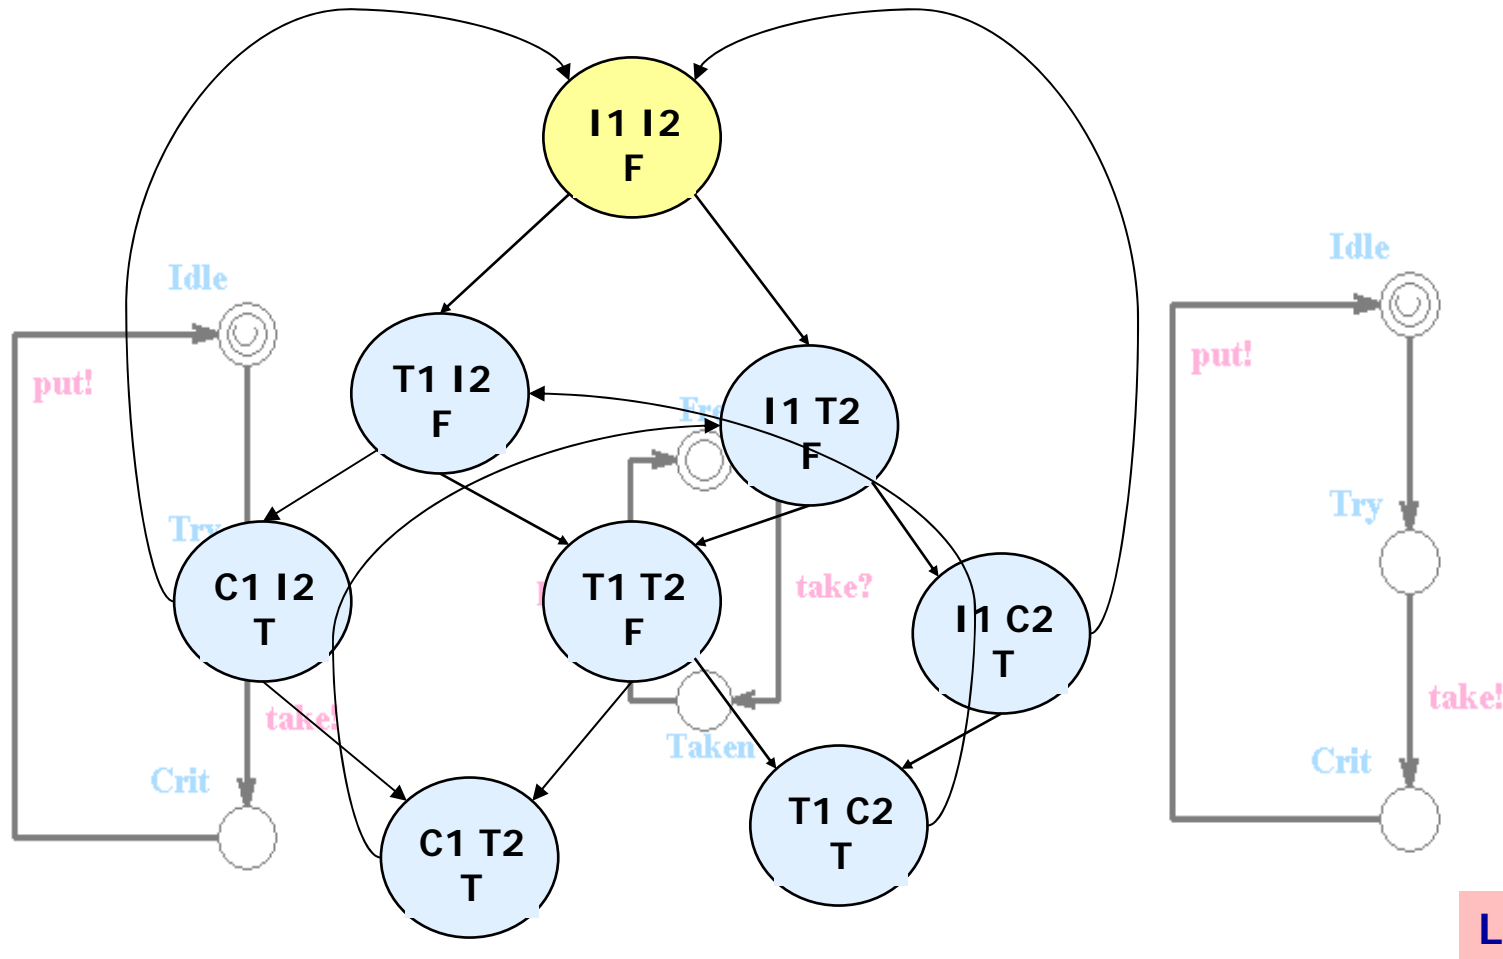 I1 I2
F
Idle
Idle
put!
put!
T1 I2
F
I1 T2
F
Try
Try
C1 I2
T
T1 T2
F
take?
I1 C2
T
take!
take!
Taken
Crit
Crit
C1 T2
T
T1 C2
T
L